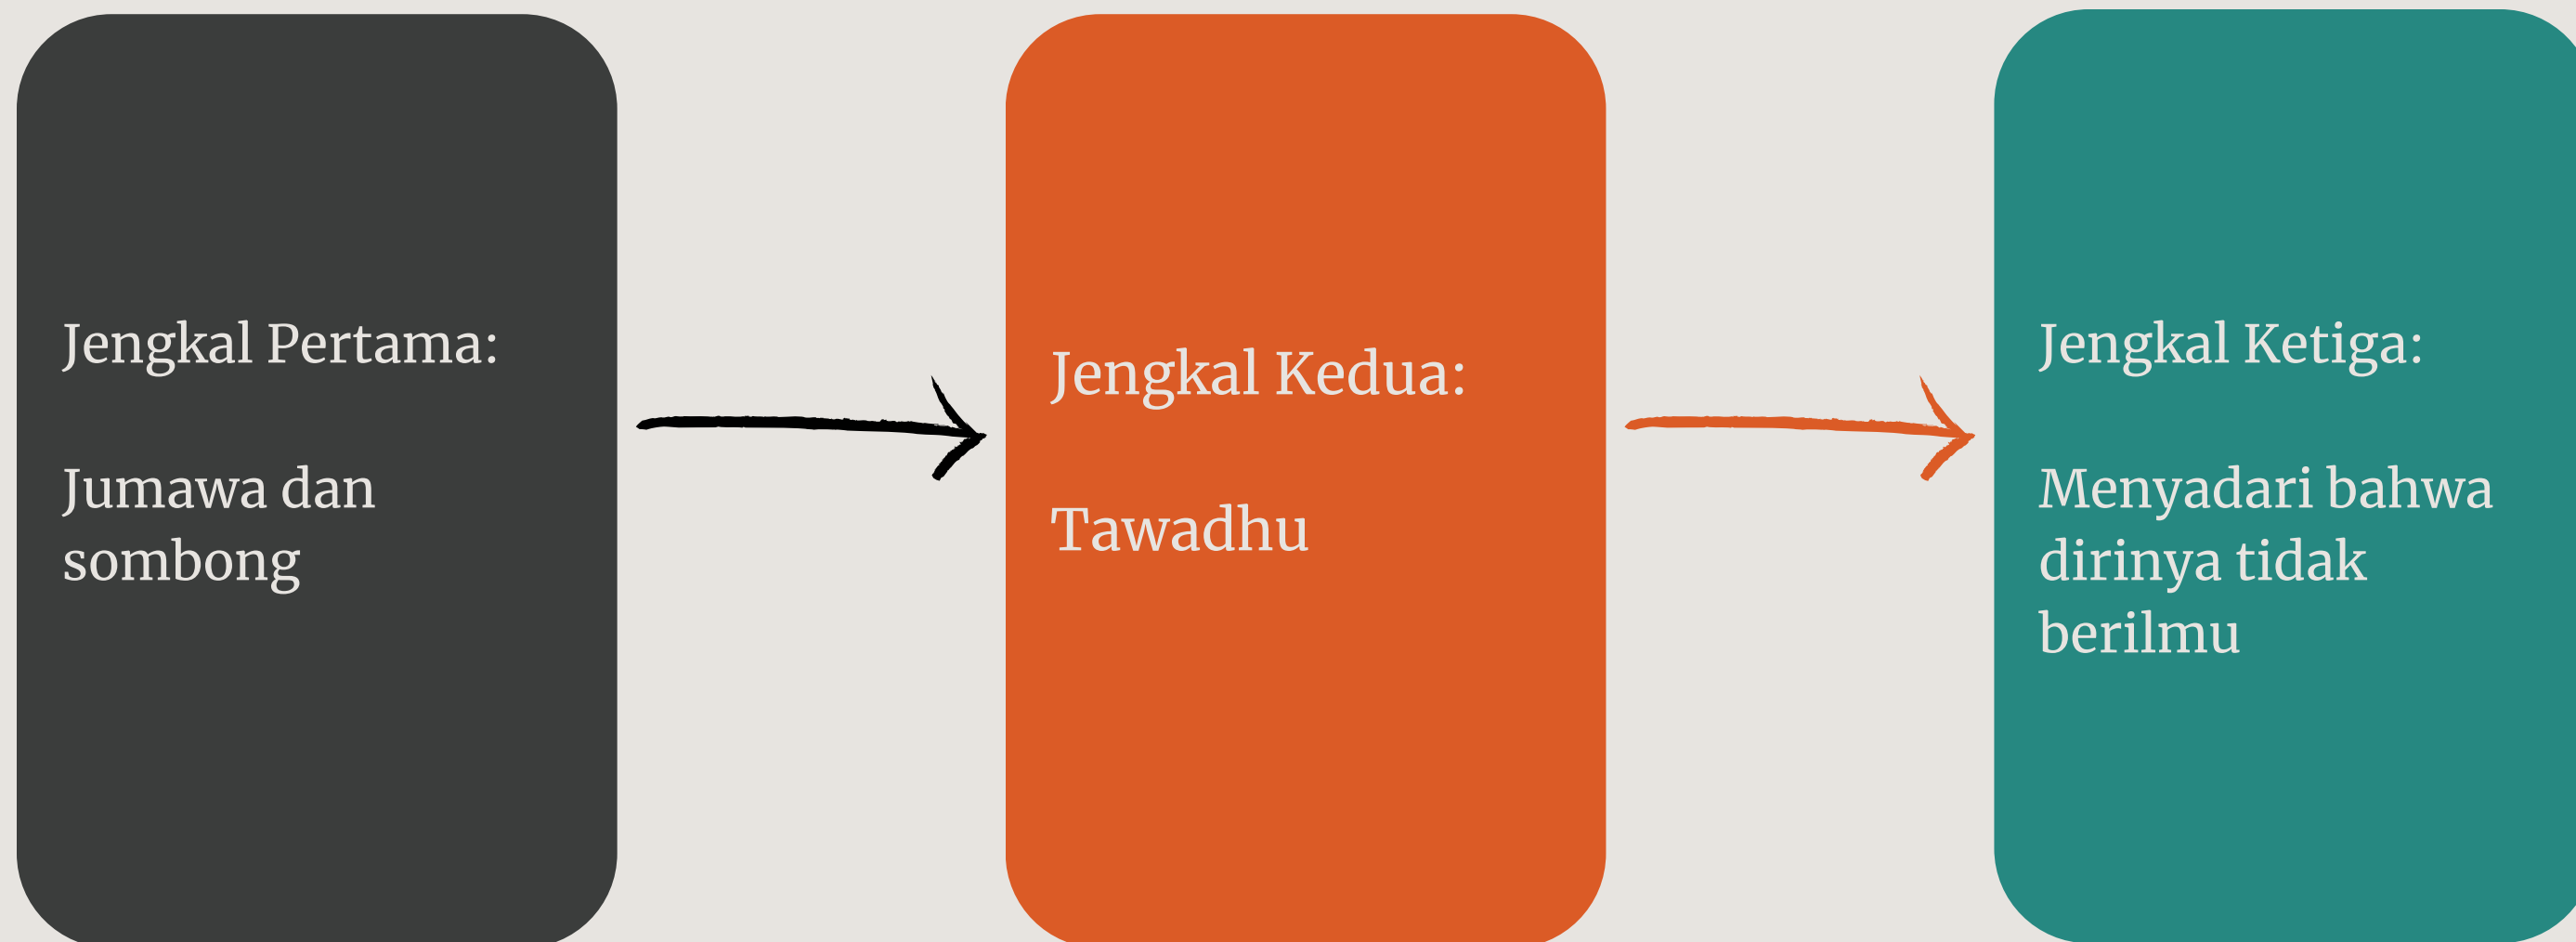 Jengkal Pertama:
Jumawa dan
sombong
Jengkal Kedua:
Tawadhu
Jengkal Ketiga:
Menyadari bahwa
dirinya tidak
berilmu